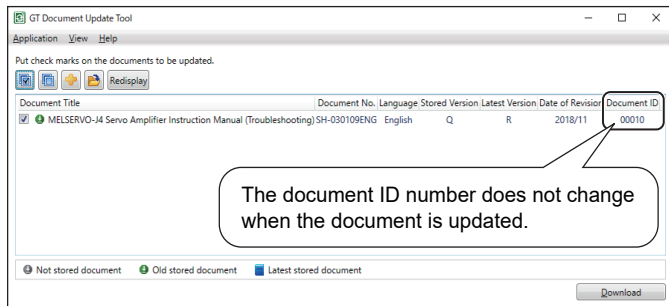 GT Document Update Tool
Application View Help
Put check marks on the documents to be updated.
Redisplay
Document Title Document No. Language Stored Version Latest Version Date of Revision Document ID
MELSERVO-J4 Servo Amplifier Instruction Manual (Troubleshooting) SH-030109ENG English Q R 2018/11 00010
The document ID number does not change
when the document is updated.
Not stored document Old stored document Latest stored document
Download